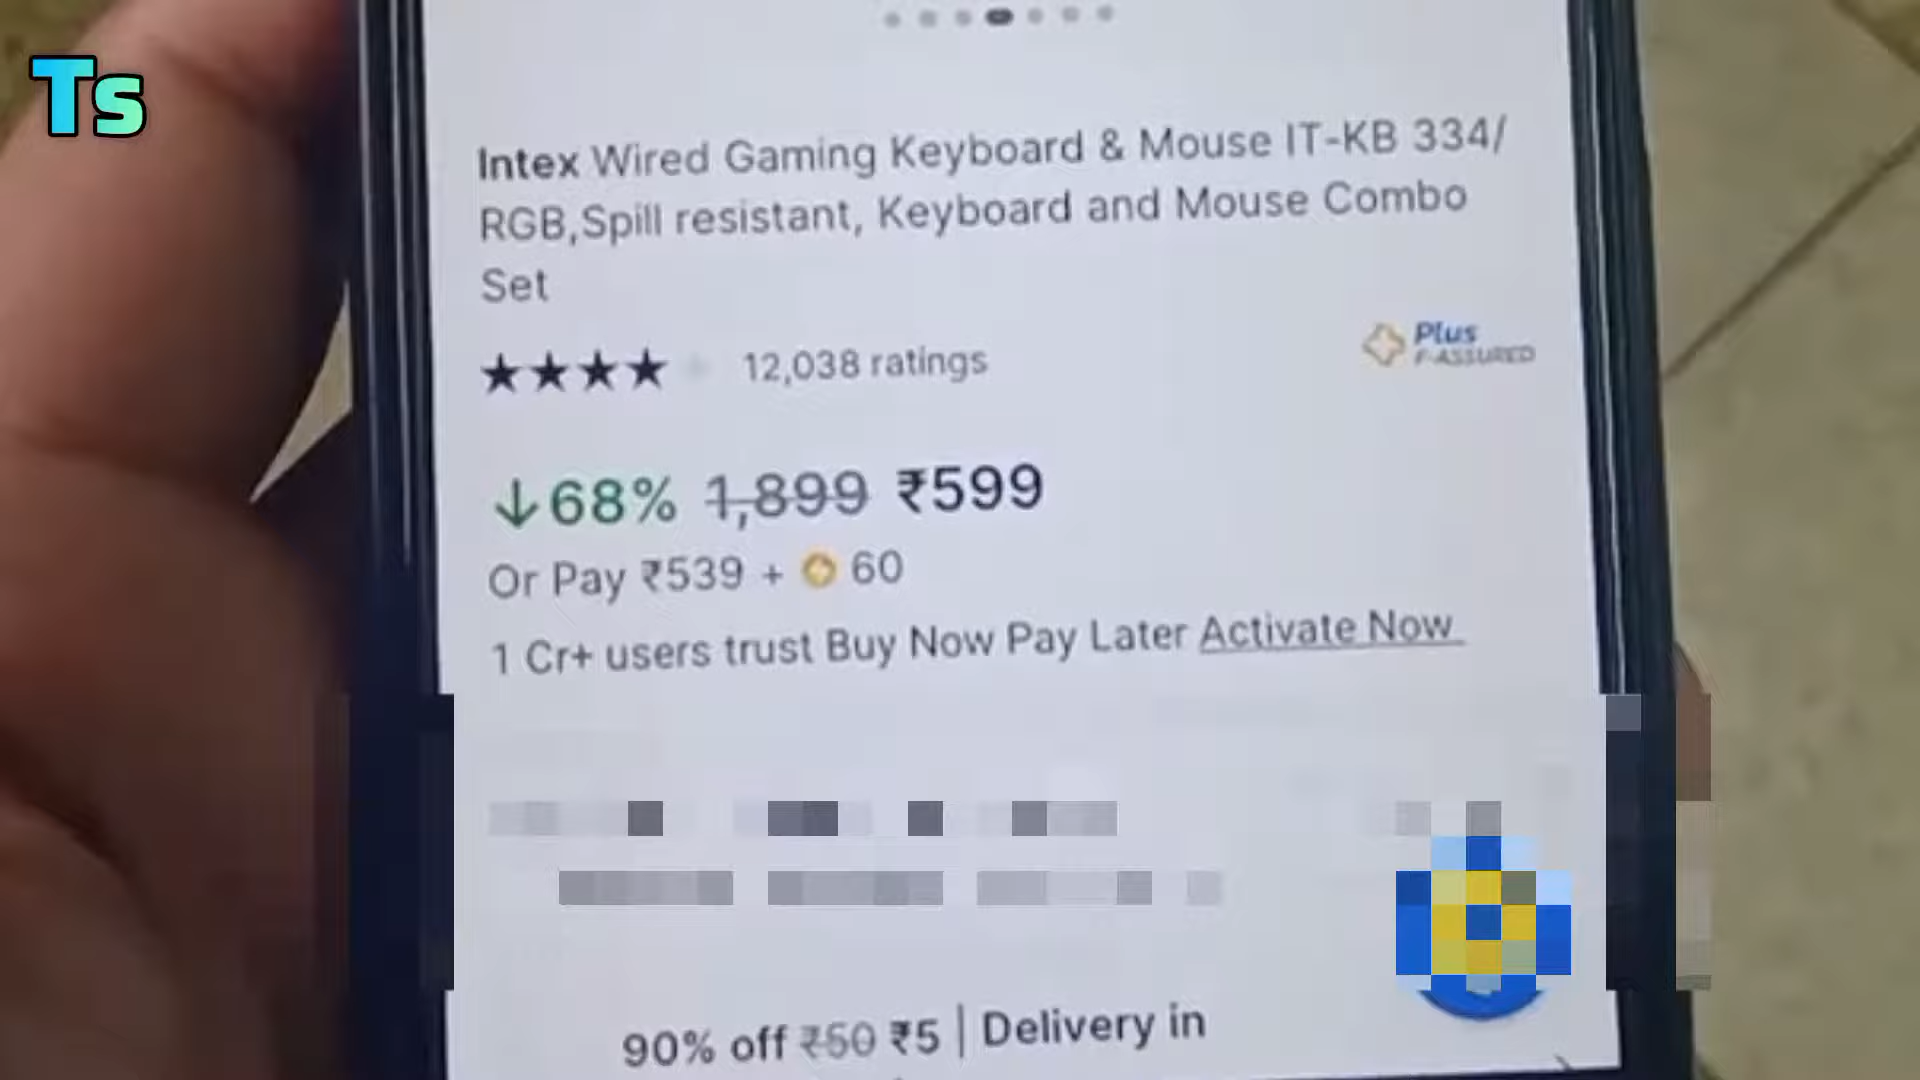 Ts
Intex Wired Gaming Keyboard & Mouse IT-KB 334/
RGB,Spill resistant, Keyboard and Mouse Combo
Set
★★★★★ 12,038 ratings
Plus
F-ASSURED
↓68% 1,899 ₹599
Or Pay ₹539 + 60
1 Cr+ users trust Buy Now Pay Later Activate Now
90% off ₹50 ₹5 | Delivery in